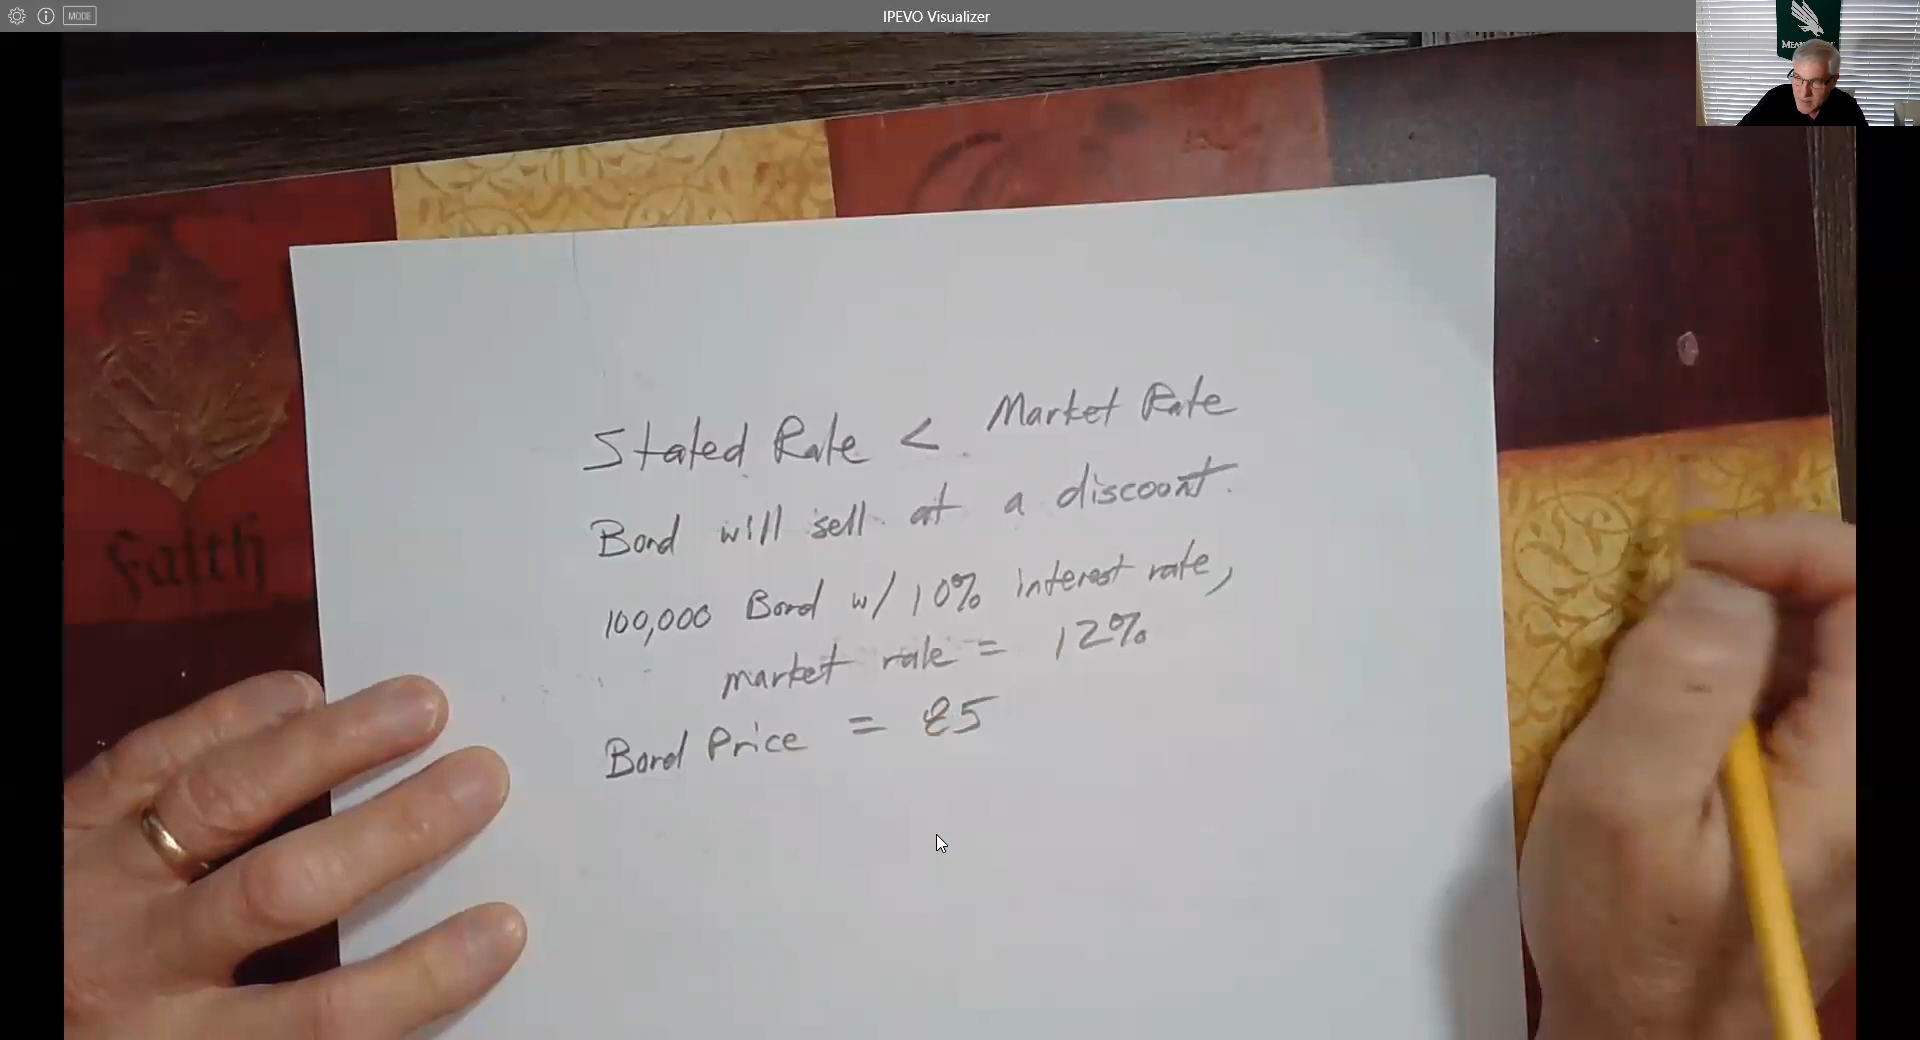 MODE
IPEVO Visualizer
Faith
Stated Rate < Market Rate
Bond will sell at a discount.
100,000 Bond w/ 10% interest rate,
market rate = 12%
Bond Price = 85